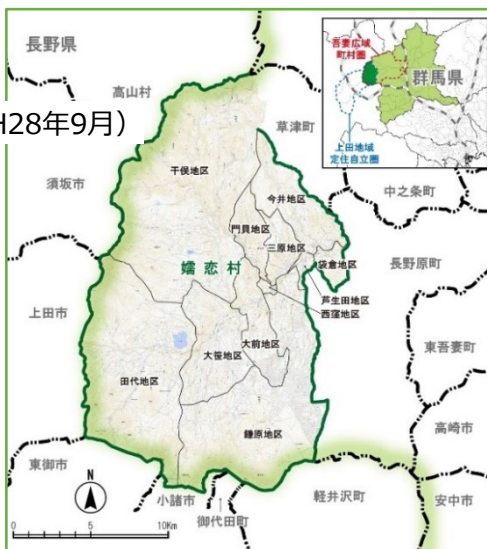 長野県
高山村
H28年9月）
草津町
須坂市
中之条町
長野原町
上田市
東吾妻町
高崎市
東御市
小諸市
御代田町
軽井沢町
安中市
吾妻広域
町村圏
群馬県
上田地域
定住自立圏
干俣地区
今井地区
門貝地区
三原地区
嬬恋村
袋倉地区
芦生田地区
西窪地区
大前地区
大笹地区
田代地区
鎌原地区
N
0 5 10Km